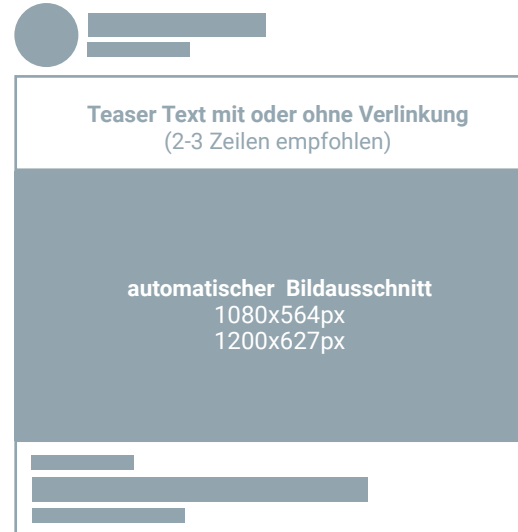 Teaser Text mit oder ohne Verlinkung
(2-3 Zeilen empfohlen)
automatischer Bildausschnitt
1080x564px
1200x627px